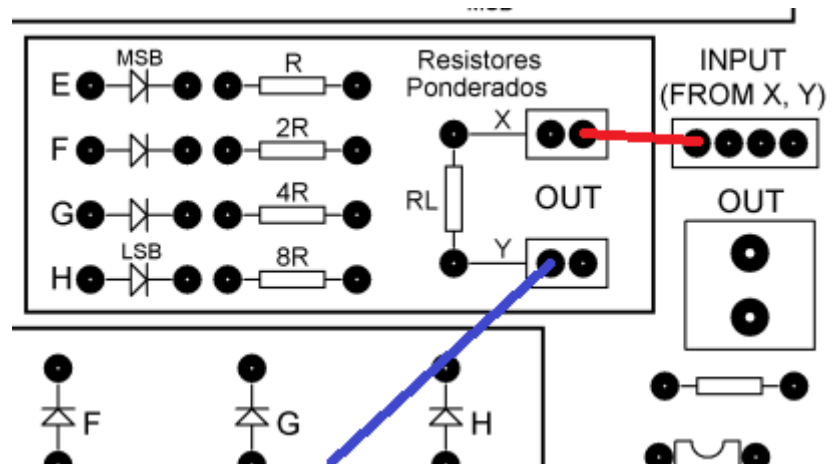 MSB
E
R
F
2R
G
4R
LSB
H
8R
Resistores
Ponderados
X
RL
OUT
Y
INPUT
(FROM X, Y)
OUT
F
G
H